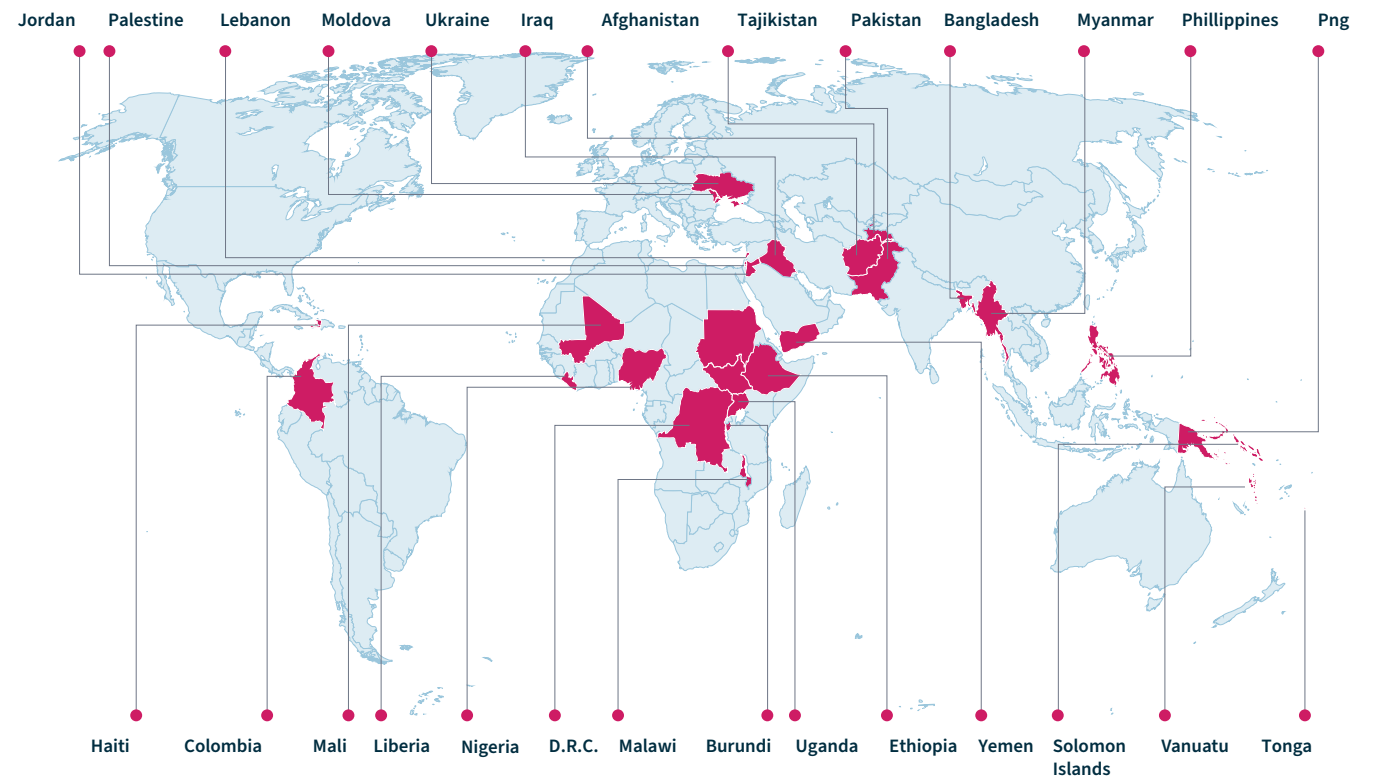 Jordan
Palestine
Lebanon
Moldova
Ukraine
Iraq
Afghanistan
Tajikistan
Pakistan
Bangladesh
Myanmar
Phillippines
Png
Haiti
Colombia
Mali
Liberia
Nigeria
D.R.C.
Malawi
Burundi
Uganda
Ethiopia
Yemen
Solomon
Islands
Vanuatu
Tonga